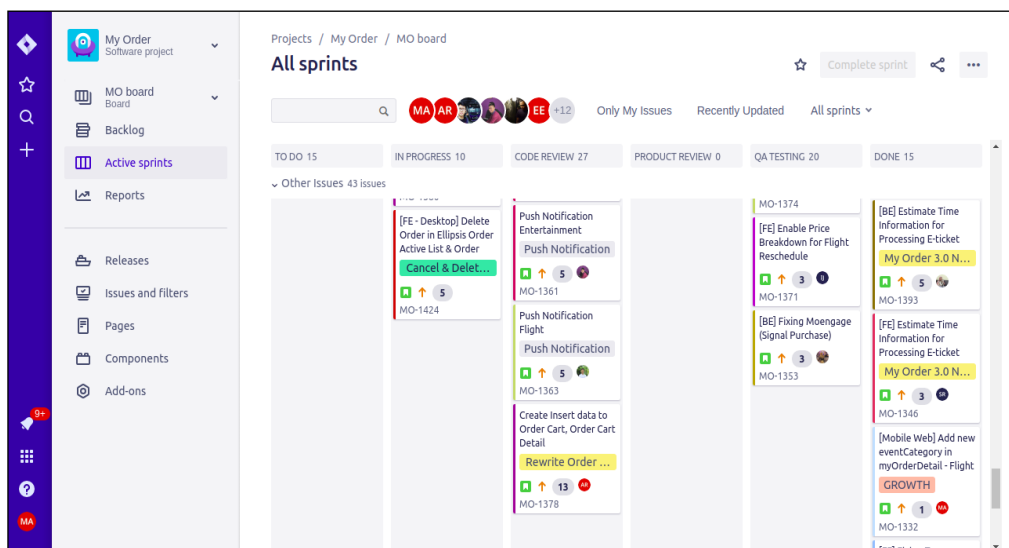 My Order
Software project
MO board
Board
Backlog
Active sprints
Reports
Releases
Issues and filters
Pages
Components
Add-ons
9+
MA
Projects / My Order / MO board
All sprints
Complete sprint
MA AR EE +12 Only My Issues Recently Updated All sprints
TO DO 15 IN PROGRESS 10 CODE REVIEW 27 PRODUCT REVIEW 0 QA TESTING 20 DONE 15
Other Issues 43 issues
[FE - Desktop] Delete
Order in Ellipsis Order
Active List & Order
Cancel & Delet...
5
MO-1424
Push Notification
Entertainment
Push Notification
5
MO-1361
Push Notification
Flight
Push Notification
5
MO-1363
Create Insert data to
Order Cart, Order Cart
Detail
Rewrite Order ...
13 AR
MO-1378
MO-1374
[FE] Enable Price
Breakdown for Flight
Reschedule
3
MO-1371
[BE] Fixing Moengage
(Signal Purchase)
3
MO-1353
[BE] Estimate Time
Information for
Processing E-ticket
My Order 3.0 N...
5
MO-1393
[FE] Estimate Time
Information for
Processing E-ticket
My Order 3.0 N...
3 SR
MO-1346
[Mobile Web] Add new
eventCategory in
myOrderDetail - Flight
GROWTH
1 MA
MO-1332